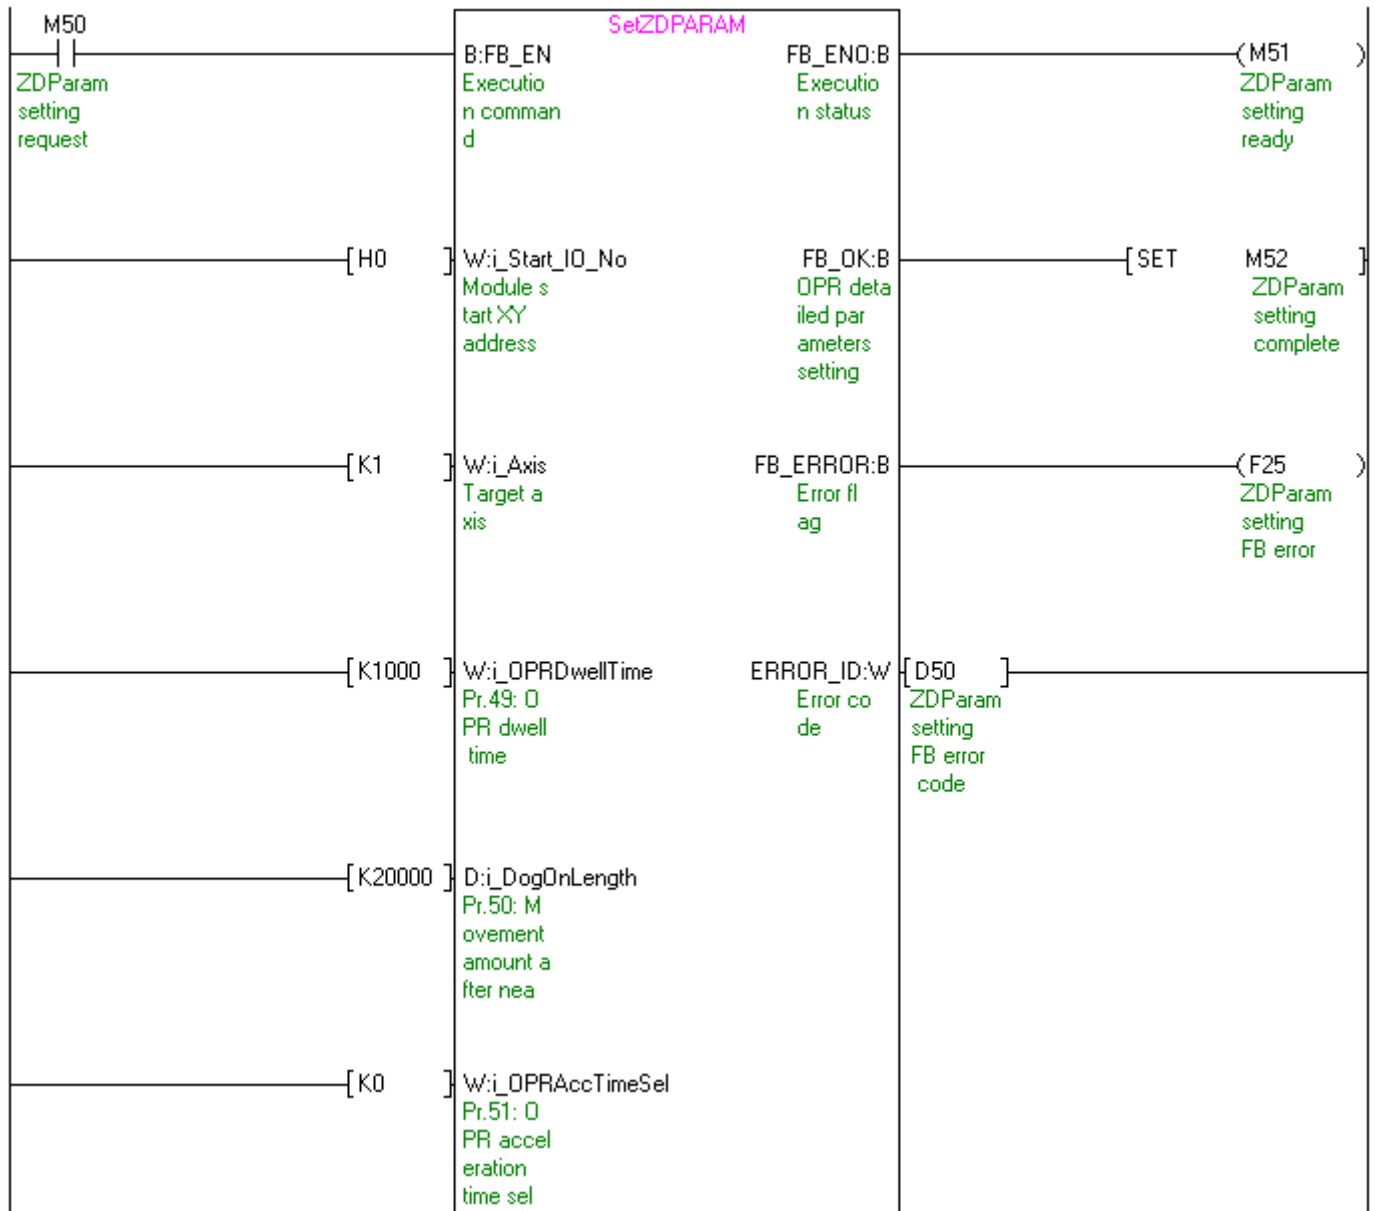 M50
SetZDPARAM
B:FB_EN
FB_ENO:B
(M51 )
ZDParam
setting
request
Executio
n comman
d
Executio
n status
ZDParam
setting
ready
[H0 ]
W:i_Start_IO_No
FB_OK:B
[SET M52 ]
Module s
tart XY
address
OPR deta
iled par
ameters
setting
ZDParam
setting
complete
[K1 ]
W:i_Axis
FB_ERROR:B
(F25 )
Target a
xis
Error fl
ag
ZDParam
setting
FB error
[K1000 ]
W:i_OPRDwellTime
ERROR_ID:W
[D50 ]
Pr.49: O
PR dwell
time
Error co
de
ZDParam
setting
FB error
code
[K20000 ]
D:i_DogOnLength
Pr.50: M
ovement
amount a
fter nea
[K0 ]
W:i_OPRAccTimeSel
Pr.51: O
PR accel
eration
time sel